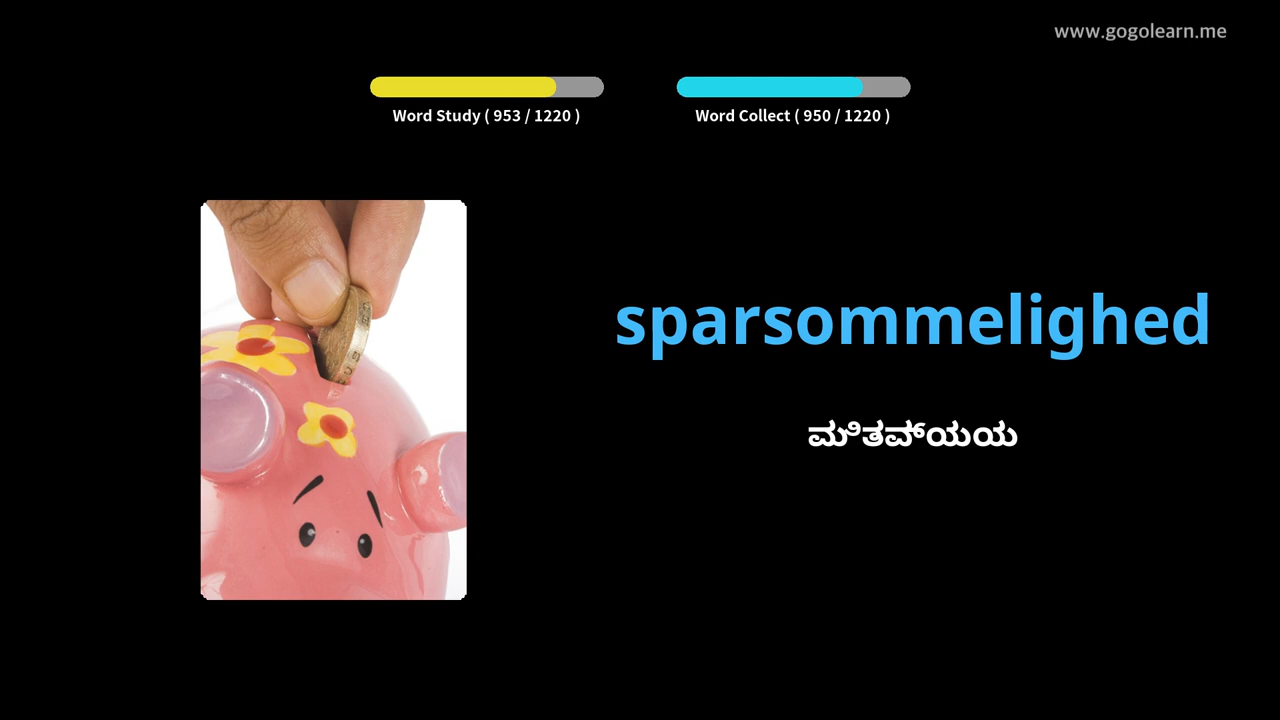 www.gogolearn.me
Word Study ( 953 / 1220 )
Word Collect ( 950 / 1220 )
sparsommelighed
ಮಿತವ್ಯಯ